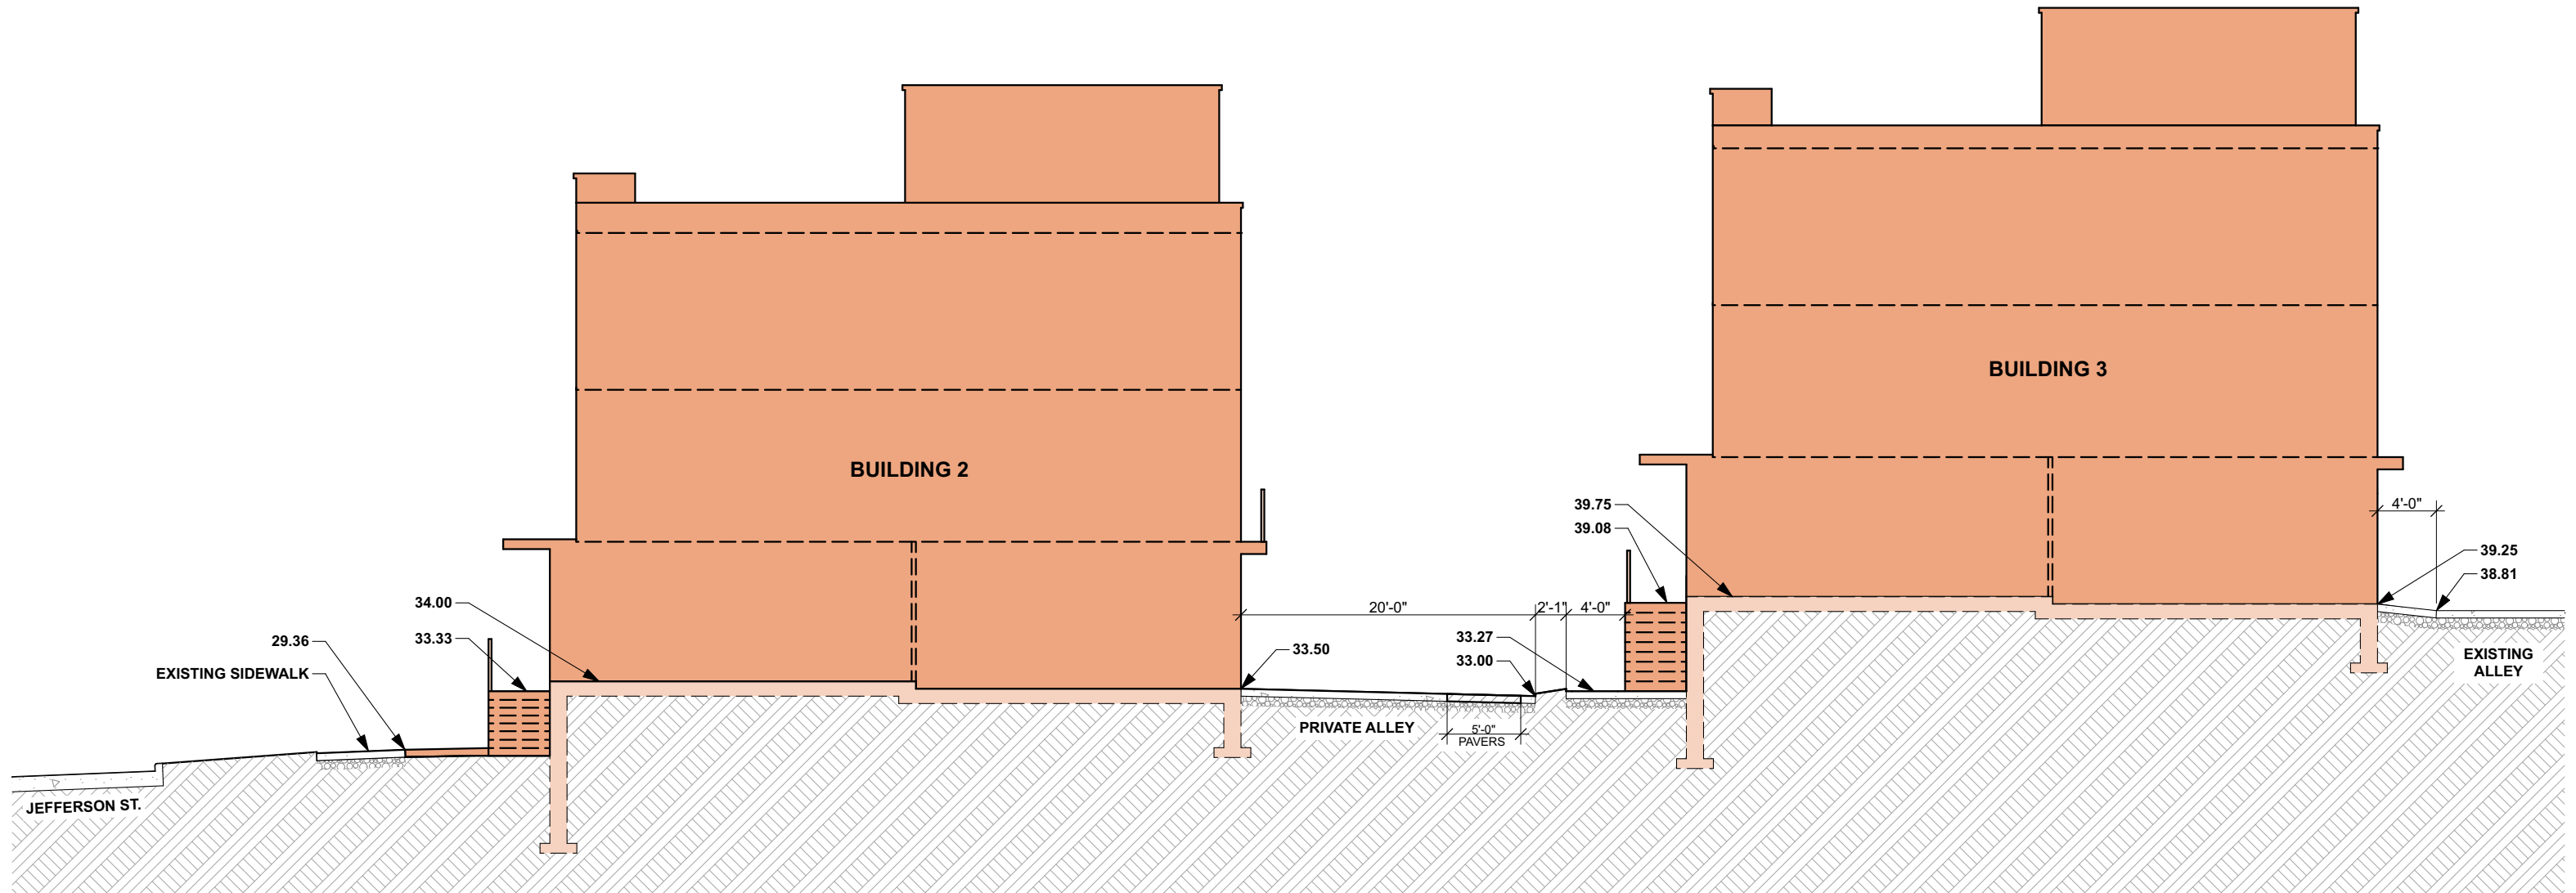 BUILDING 3
BUILDING 2
39.75
39.08
4'-0"
39.25
38.81
34.00
33.33
29.36
EXISTING SIDEWALK
20'-0"
2'-1"
4'-0"
33.27
33.00
33.50
EXISTING
ALLEY
PRIVATE ALLEY
5'-0"
PAVERS
JEFFERSON ST.